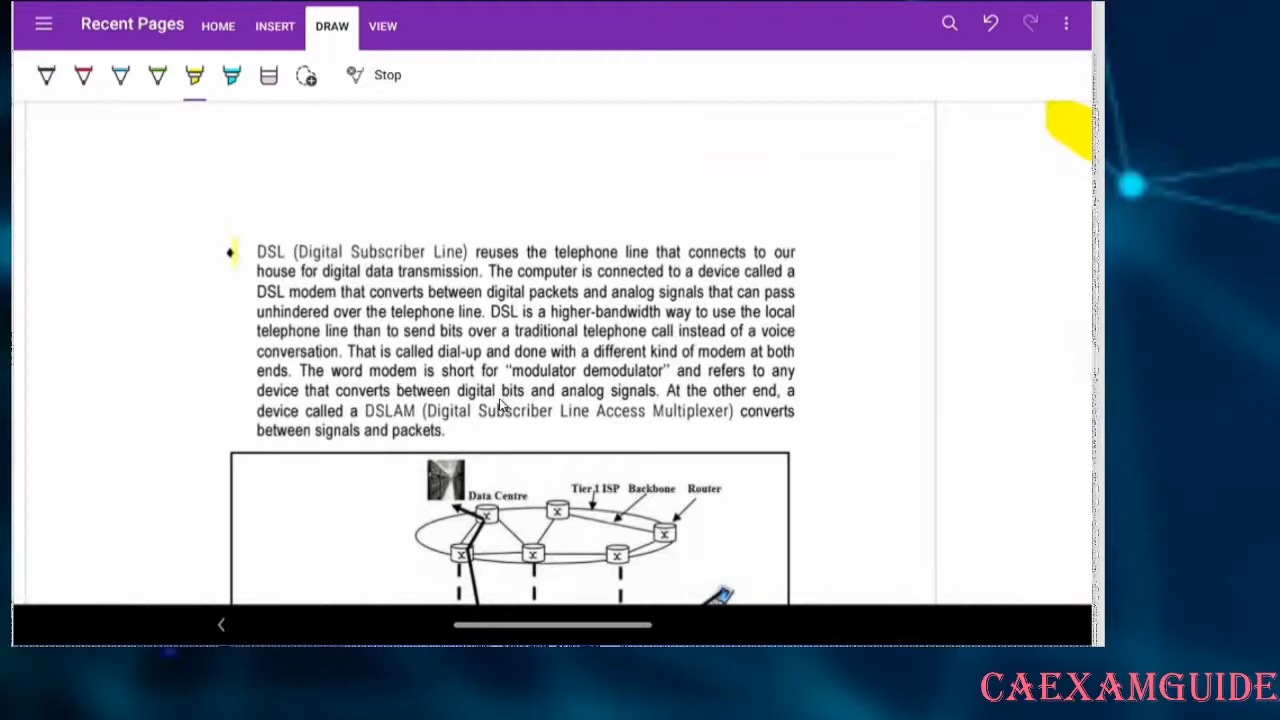 Recent Pages HOME INSERT DRAW VIEW
Stop
♦ DSL (Digital Subscriber Line) reuses the telephone line that connects to our
house for digital data transmission. The computer is connected to a device called a
DSL modem that converts between digital packets and analog signals that can pass
unhindered over the telephone line. DSL is a higher-bandwidth way to use the local
telephone line than to send bits over a traditional telephone call instead of a voice
conversation. That is called dial-up and done with a different kind of modem at both
ends. The word modem is short for “modulator demodulator” and refers to any
device that converts between digital bits and analog signals. At the other end, a
device called a DSLAM (Digital Subscriber Line Access Multiplexer) converts
between signals and packets.
Data Centre Tier 1 ISP Backbone Router
X X X
X X X
CAEXAMGUIDE